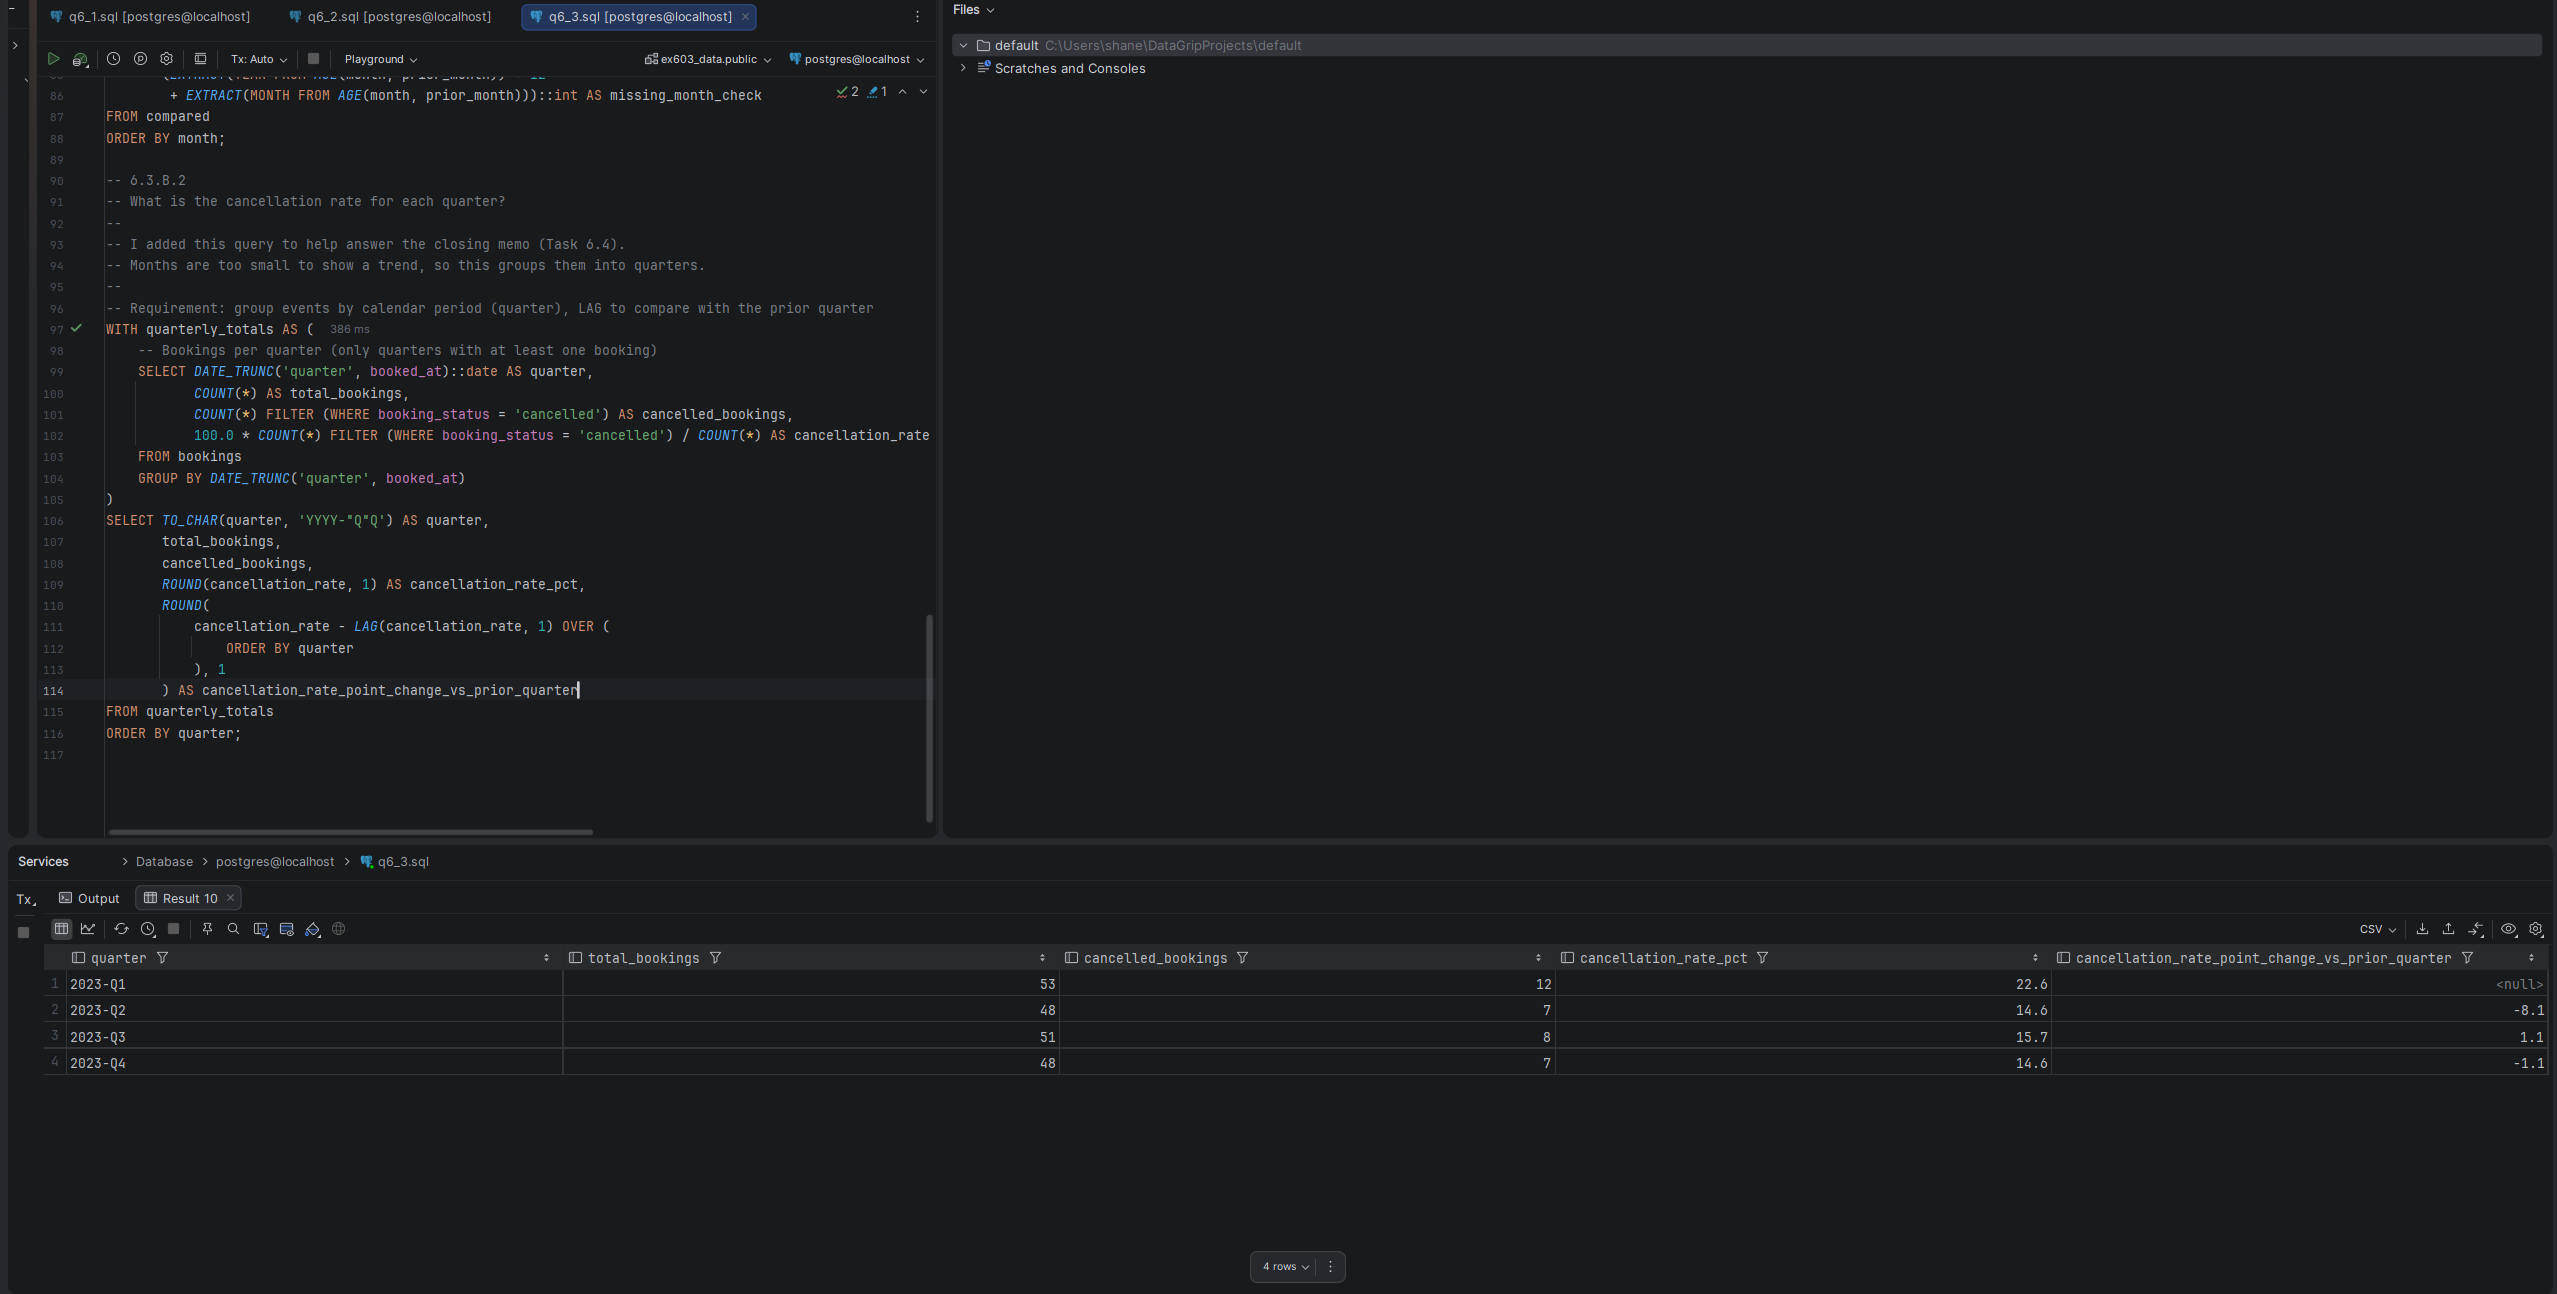 q6_1.sql [postgres@localhost] q6_2.sql [postgres@localhost] q6_3.sql [postgres@localhost]
Files
default C:\Users\shane\DataGripProjects\default
Scratches and Consoles
Tx: Auto Playground ex603_data.public postgres@localhost
2 1
86 + EXTRACT(MONTH FROM AGE(month, prior_month)))::int AS missing_month_check
87 FROM compared
88 ORDER BY month;
89
90 -- 6.3.B.2
91 -- What is the cancellation rate for each quarter?
92 --
93 -- I added this query to help answer the closing memo (Task 6.4).
94 -- Months are too small to show a trend, so this groups them into quarters.
95 --
96 -- Requirement: group events by calendar period (quarter), LAG to compare with the prior quarter
97 WITH quarterly_totals AS ( 386 ms
98 -- Bookings per quarter (only quarters with at least one booking)
99 SELECT DATE_TRUNC('quarter', booked_at)::date AS quarter,
100 COUNT(*) AS total_bookings,
101 COUNT(*) FILTER (WHERE booking_status = 'cancelled') AS cancelled_bookings,
102 100.0 * COUNT(*) FILTER (WHERE booking_status = 'cancelled') / COUNT(*) AS cancellation_rate
103 FROM bookings
104 GROUP BY DATE_TRUNC('quarter', booked_at)
105 )
106 SELECT TO_CHAR(quarter, 'YYYY-"Q"Q') AS quarter,
107 total_bookings,
108 cancelled_bookings,
109 ROUND(cancellation_rate, 1) AS cancellation_rate_pct,
110 ROUND(
111 cancellation_rate - LAG(cancellation_rate, 1) OVER (
112 ORDER BY quarter
113 ), 1
114 ) AS cancellation_rate_point_change_vs_prior_quarter
115 FROM quarterly_totals
116 ORDER BY quarter;
117
Services Database postgres@localhost q6_3.sql
Tx Output Result 10
CSV
quarter total_bookings cancelled_bookings cancellation_rate_pct cancellation_rate_point_change_vs_prior_quarter
1 2023-Q1 53 12 22.6 <null>
2 2023-Q2 48 7 14.6 -8.1
3 2023-Q3 51 8 15.7 1.1
4 2023-Q4 48 7 14.6 -1.1
4 rows